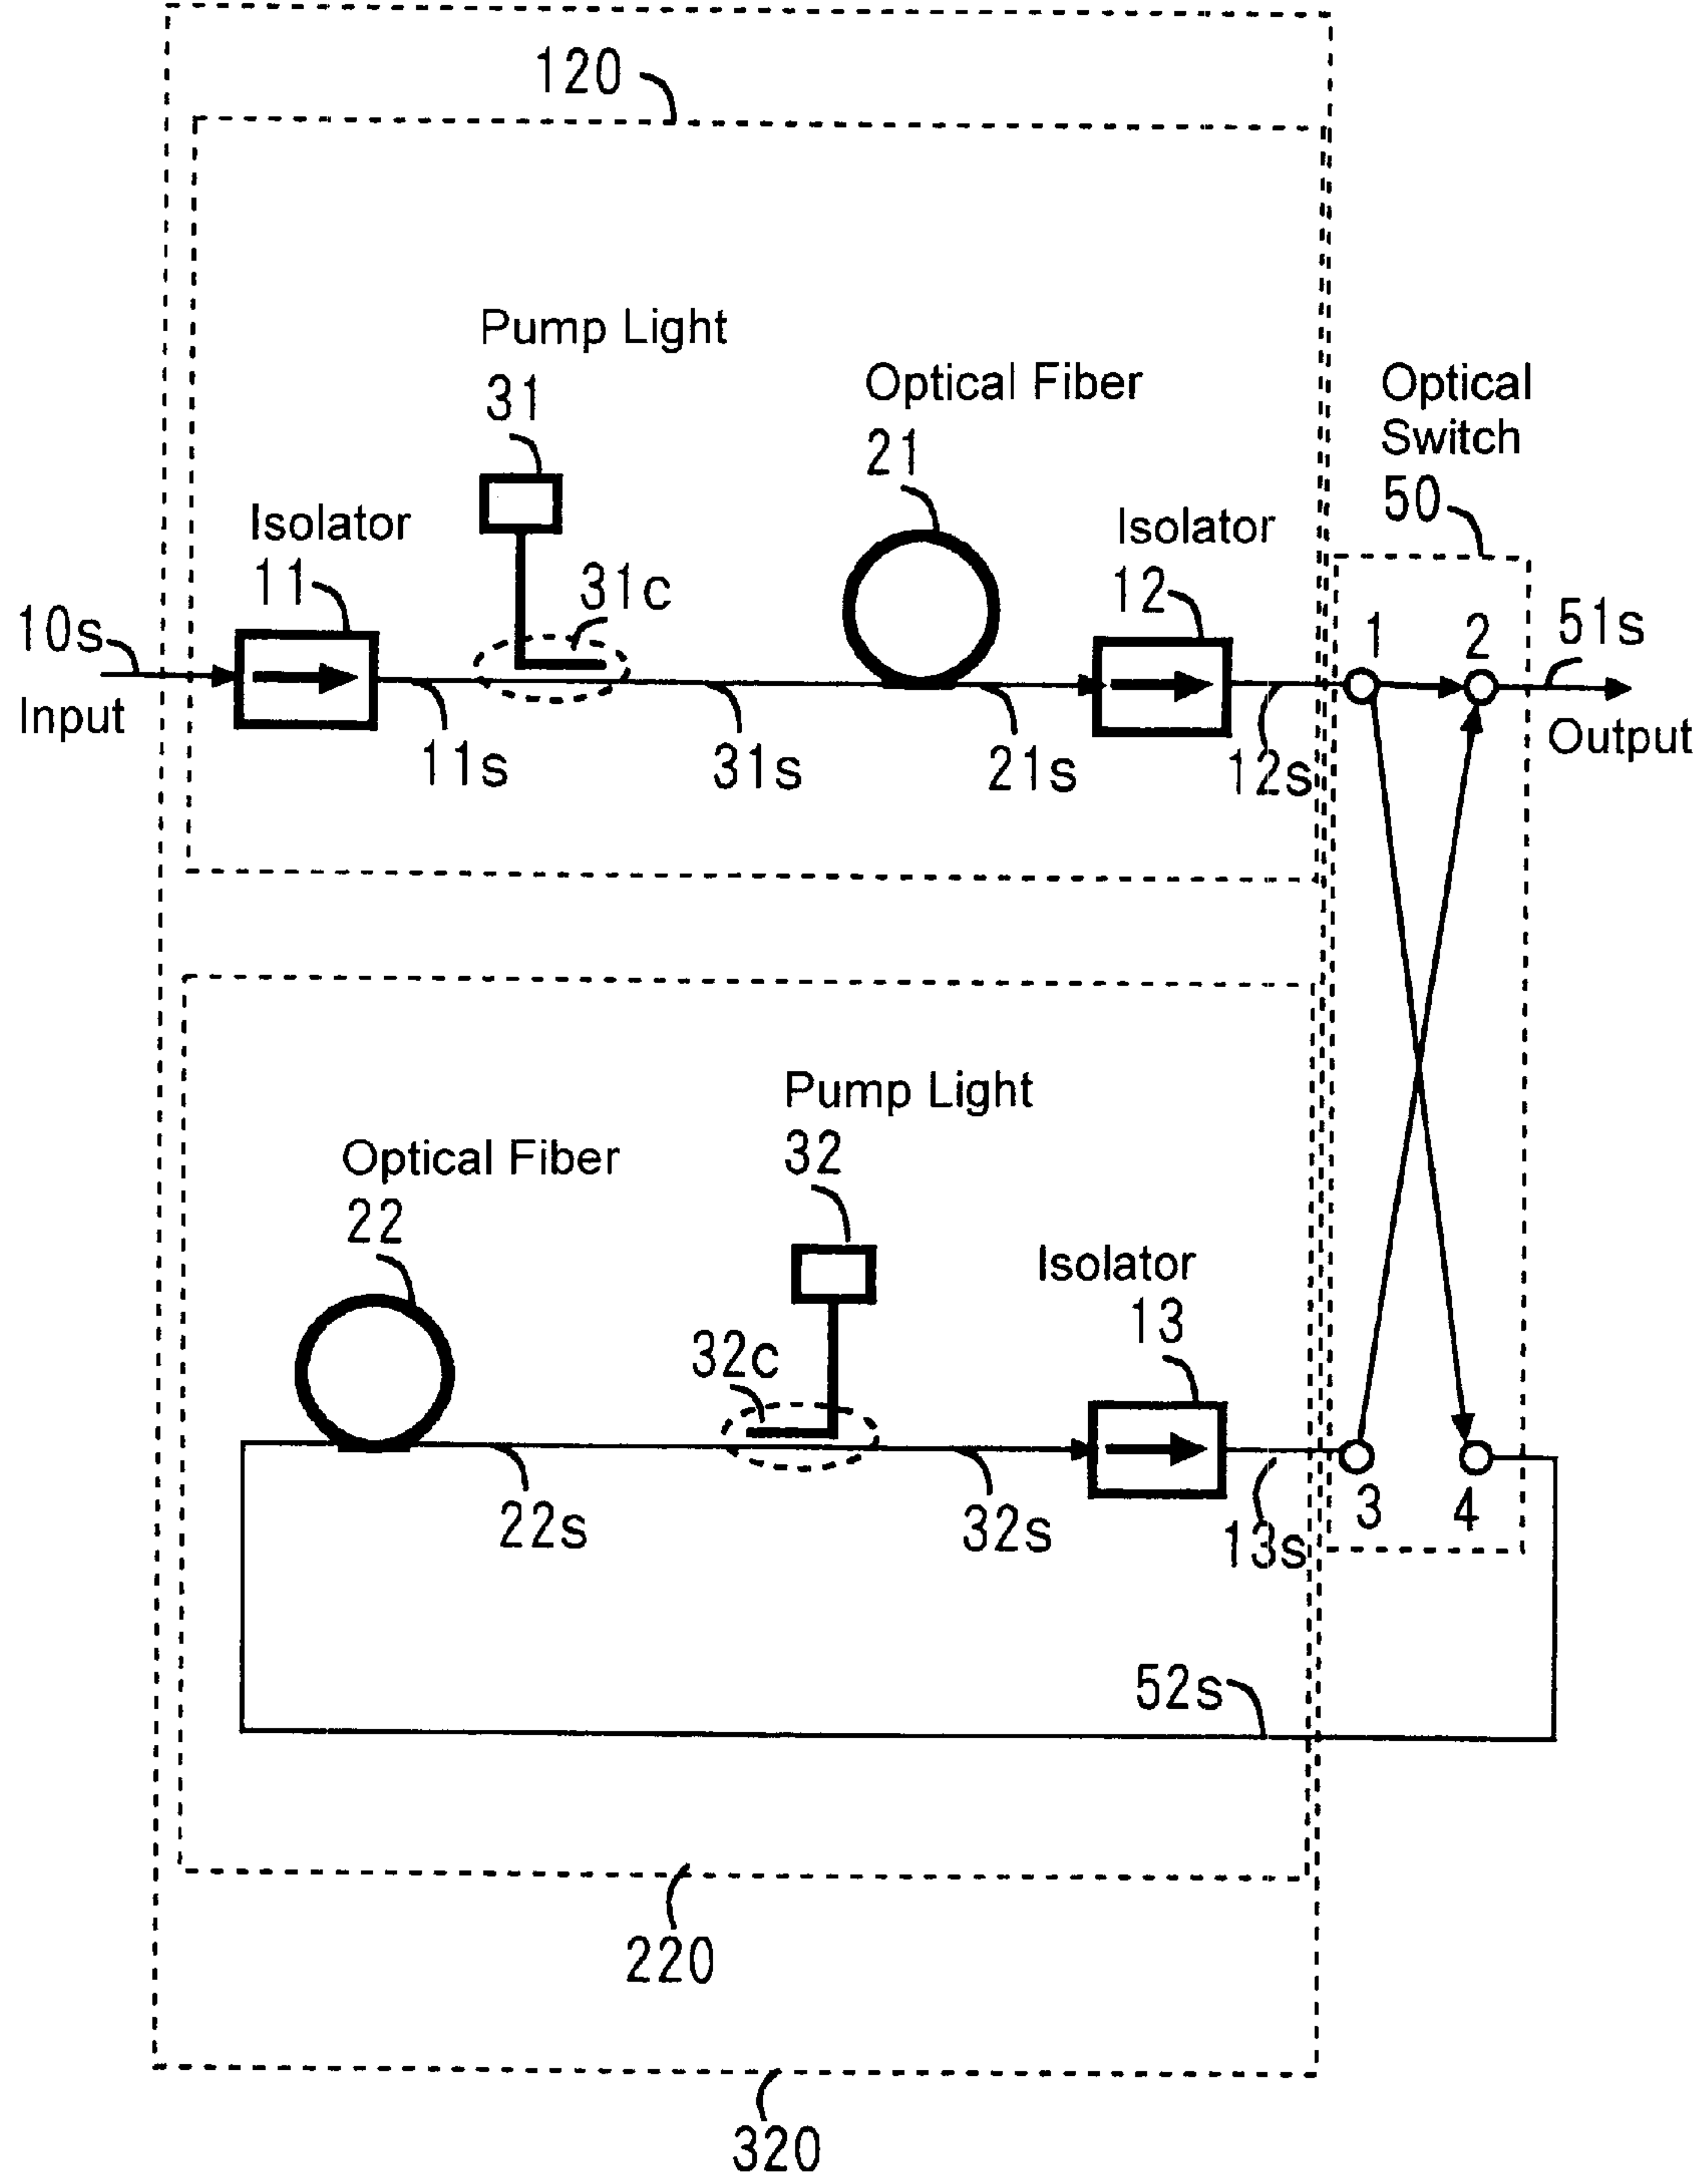 120
Pump Light
31
Optical Fiber
21
Optical
Switch
50
Isolator
11
31c
Isolator
12
10s
Input
11s
31s
21s
12s
1
2
51s
Output
Pump Light
32
Optical Fiber
22
32c
Isolator
13
22s
32s
13s
3
4
52s
220
320